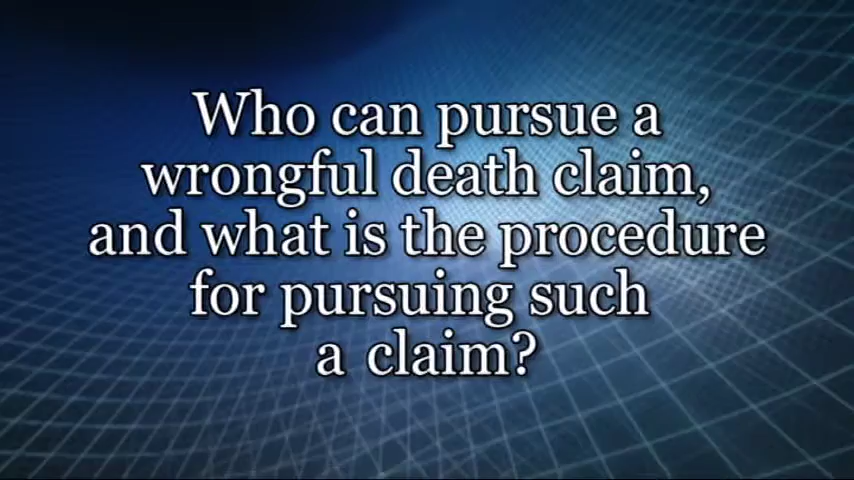 Who can pursue a
wrongful death claim,
and what is the procedure
for pursuing such
a claim?